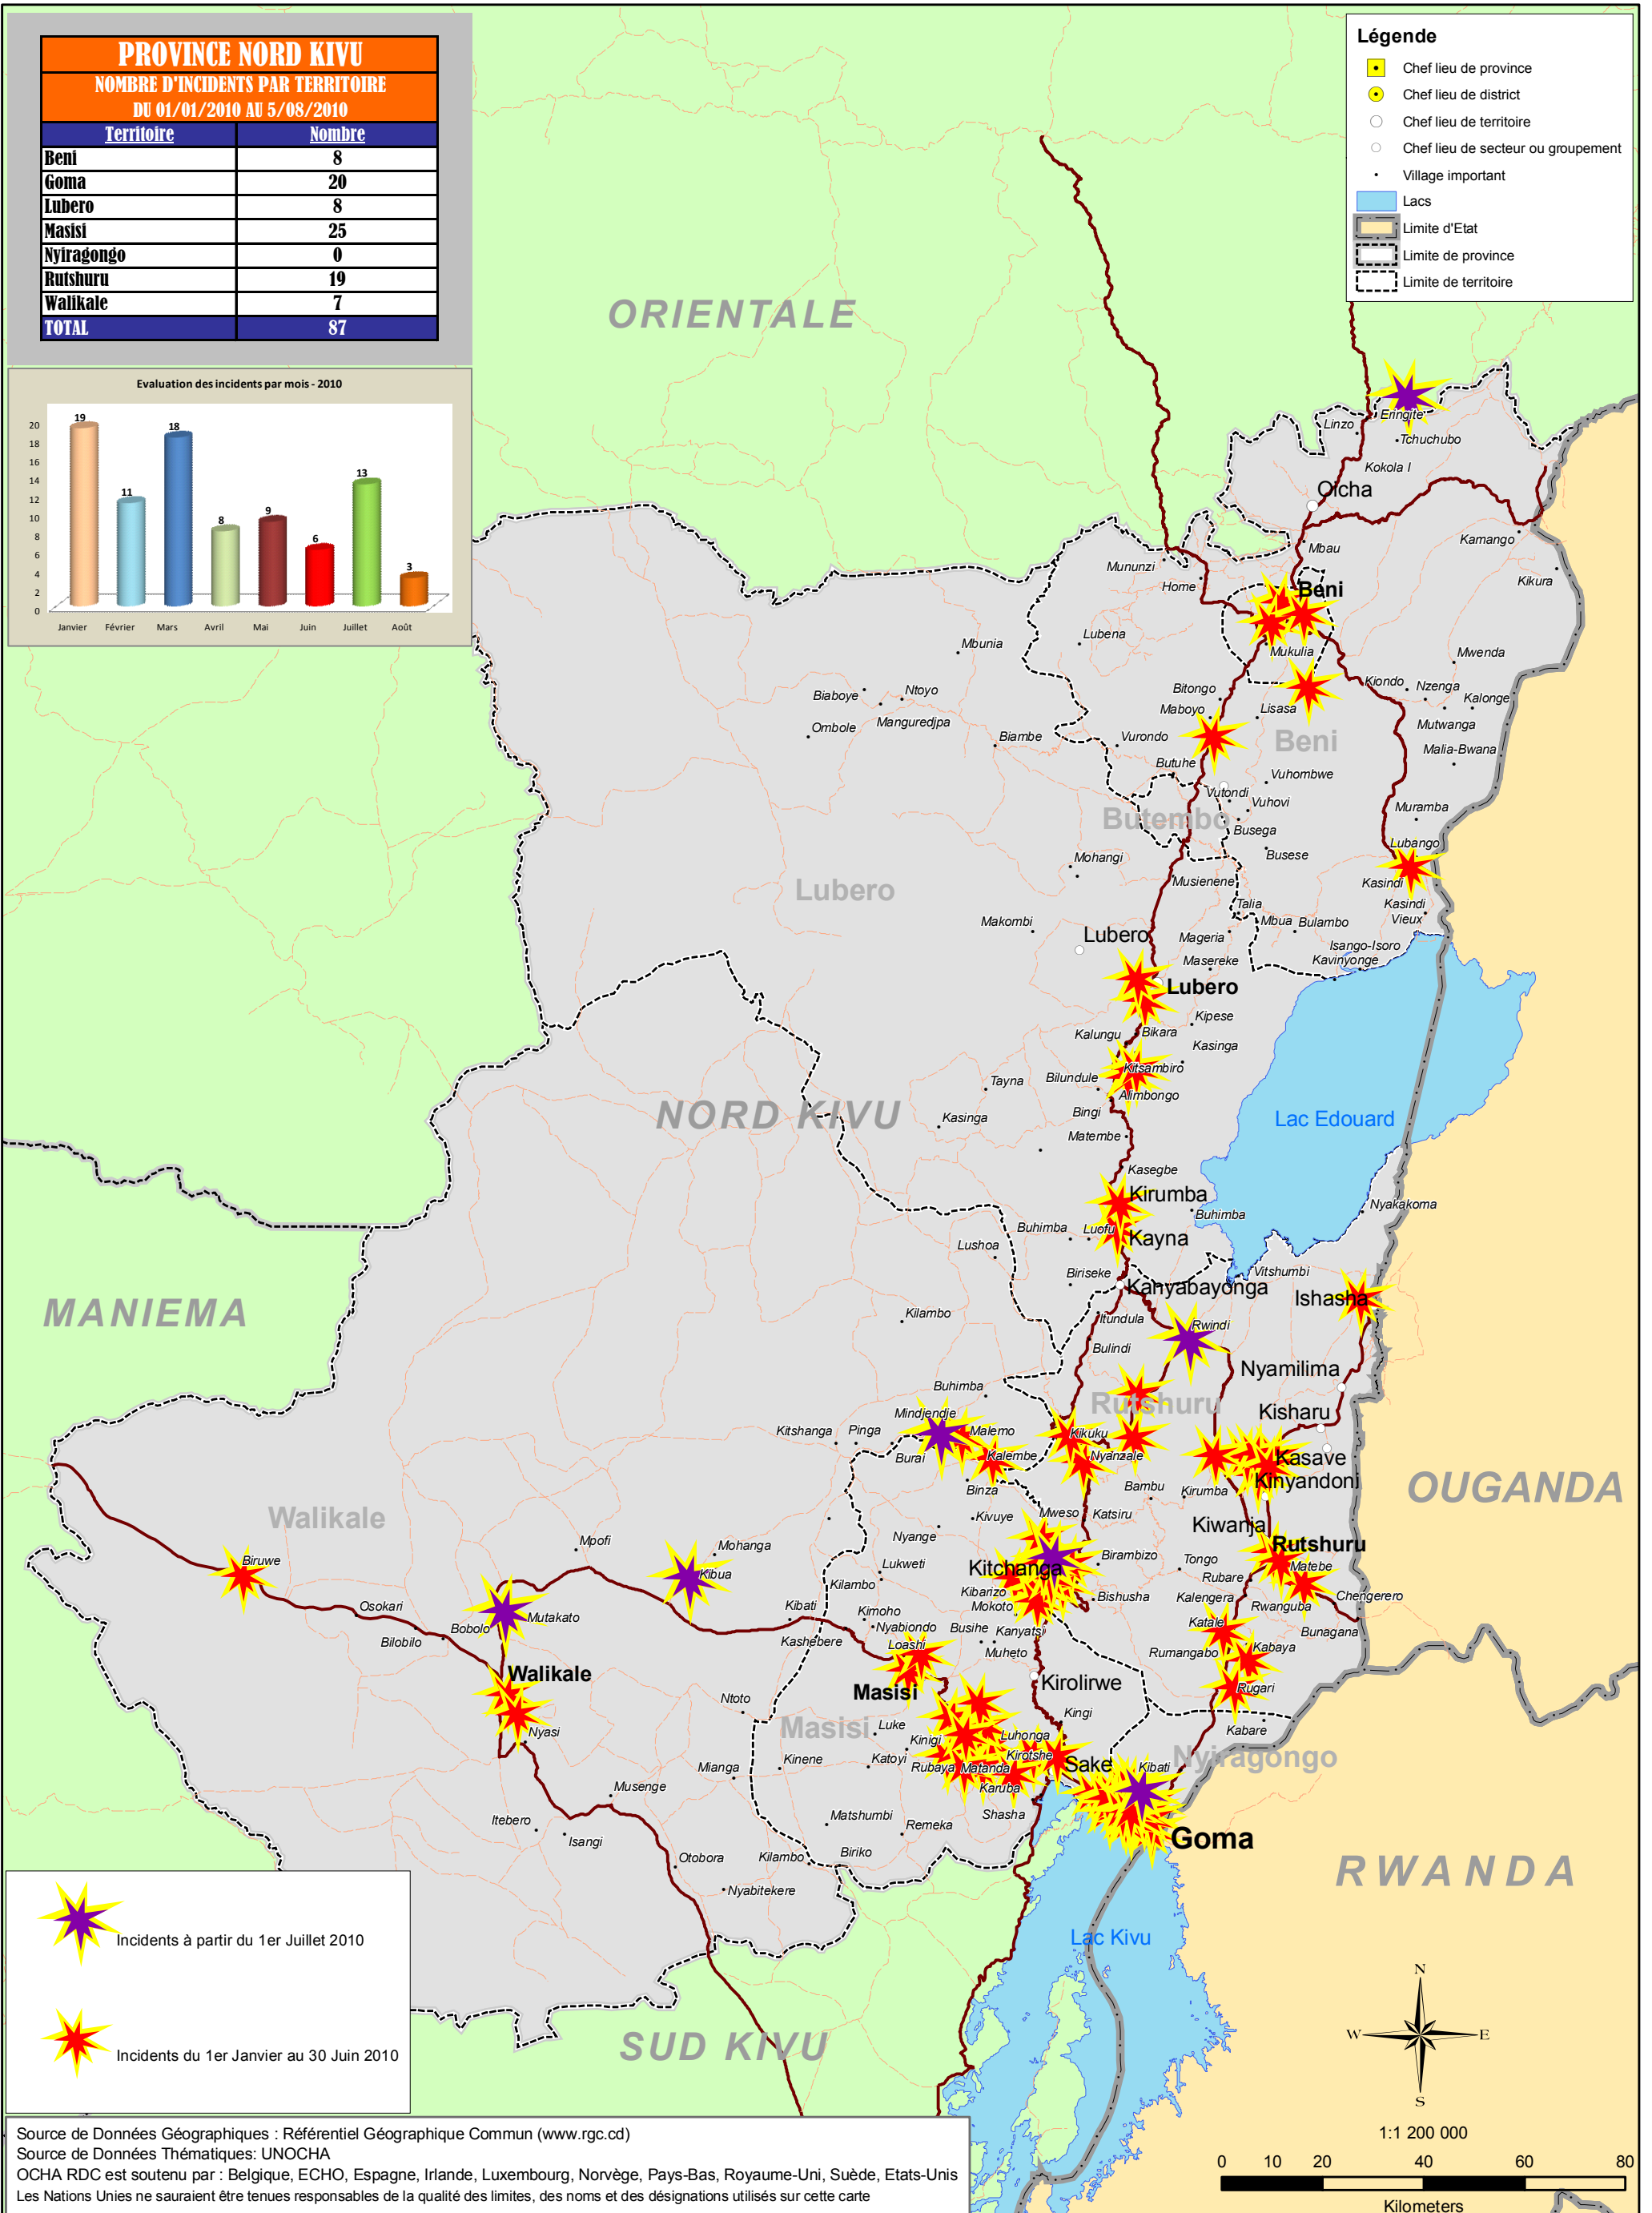 PROVINCE NORD KIVU
NOMBRE D'INCIDENTS PAR TERRITOIRE
DU 01/01/2010 AU 5/08/2010
Territoire Nombre
Beni 8
Goma 20
Lubero 8
Masisi 25
Nyiragongo 0
Rutshuru 19
Walikale 7
TOTAL 87
Evaluation des incidents par mois - 2010
20
18
16
14
12
10
8
6
4
2
0
19
11
18
8
9
6
13
3
Janvier Février Mars Avril Mai Juin Juillet Août
Légende
Chef lieu de province
Chef lieu de district
Chef lieu de territoire
Chef lieu de secteur ou groupement
Village important
Lacs
Limite d'Etat
Limite de province
Limite de territoire
ORIENTALE
Eringite
Linzo
Tchuchubo
Kokola I
Oicha
Kamango
Mbau
Mununzi
Home
Kikura
Beni
Lubena
Mbunia
Mukulia
Mwenda
Kiondo
Nzenga
Kalonge
Bitongo
Biaboye
Ntoyo
Maboyo
Lisasa
Manguredjpa
Mutwanga
Ombole
Biambe
Vurondo
Beni
Malia-Bwana
Butuhe
Vuhombwe
Vutondi
Vuhovi
Muramba
Butembo
Busega
Lubango
Busese
Mohangi
Musienene
Kasindi
Lubero
Talia
Kasindi
Vieux
Makombi
Mbua
Bulambo
Lubero
Mageria
Isango-Isoro
Masereke
Kavinyonge
Lubero
Kipese
Kalungu
Bikara
Kasinga
Kitsambiro
Bilundule
Tayna
Alimbongo
NORD KIVU
Bingi
Kasinga
Lac Edouard
Matembe
Kasegbe
Kirumba
Nyakakoma
Buhimba
Buhimba
Luofu
Kayna
Lushoa
Biriseke
Vitshumbi
Kanyabayonga
Ishasha
MANIEMA
Kilambo
Itundula
Rwindi
Bulindi
Nyamilima
Buhimba
Rutshuru
Mindjendje
Kisharu
Kitshanga
Pinga
Malemo
Kikuku
Burai
Kalembe
Nyanzale
Kasave
Kinyandoni
OUGANDA
Binza
Bambu
Kirumba
Walikale
Kivuye
Mweso
Katsiru
Kiwanja
Nyange
Mpofi
Mohanga
Rutshuru
Biruwe
Lukweti
Kitchanga
Birambizo
Tongo
Matebe
Kibua
Kilambo
Kibarizo
Rubare
Osokari
Mutakato
Kibati
Kimoho
Mokoto
Bishusha
Kalengera
Rwanguba
Chengerero
Bilobilo
Bobolo
Nyabiondo
Busihe
Kanyatsi
Katale
Bunagana
Kashebere
Loashi
Muheto
Rumangabo
Kabaya
Walikale
Kirolirwe
Rugari
Masisi
Ntoto
Kingi
Masisi
Luke
Kabare
Nyasi
Kinigi
Luhonga
Nyiragongo
Kinene
Katoyi
Kirotshe
Mianga
Rubaya
Matanda
Sake
Kibati
Musenge
Karuba
Itebero
Matshumbi
Shasha
Isangi
Remeka
Goma
Otobora
Kilambo
Biriko
RWANDA
Nyabitekere
Lac Kivu
SUD KIVU
Incidents à partir du 1er Juillet 2010
Incidents du 1er Janvier au 30 Juin 2010
N
W E
S
1:1 200 000
0 10 20 40 60 80
Kilometers
Source de Données Géographiques : Référentiel Géographique Commun (www.rgc.cd)
Source de Données Thématiques: UNOCHA
OCHA RDC est soutenu par : Belgique, ECHO, Espagne, Irlande, Luxembourg, Norvège, Pays-Bas, Royaume-Uni, Suède, Etats-Unis
Les Nations Unies ne sauraient être tenues responsables de la qualité des limites, des noms et des désignations utilisés sur cette carte